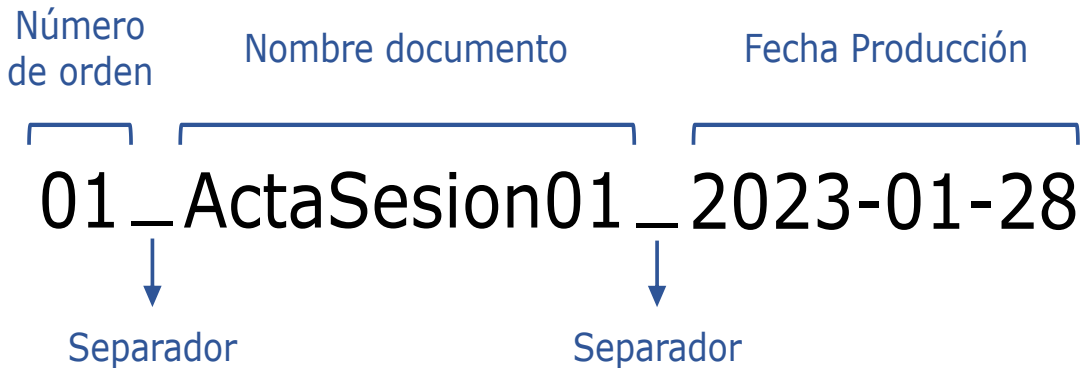 Número
de orden
Nombre documento
Fecha Producción
01_ActaSesion01_2023-01-28
Separador
Separador